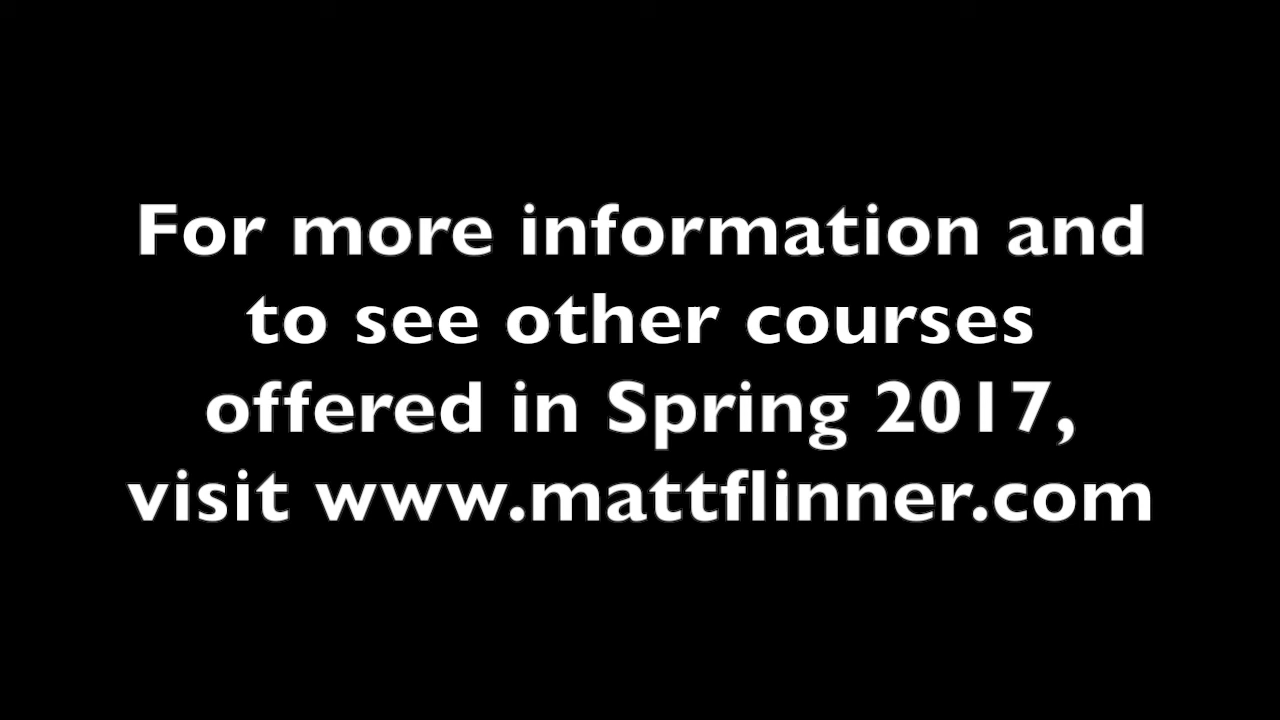 For more information and
to see other courses
offered in Spring 2017,
visit www.mattflinner.com